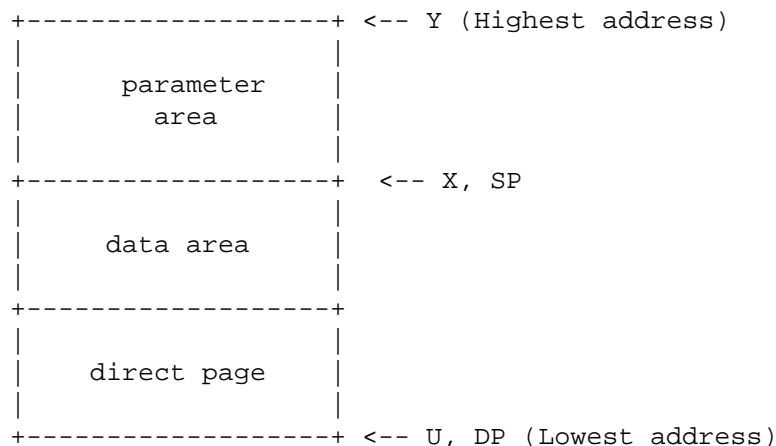 <-- Y (Highest address)
parameter
area
<-- X, SP
data area
direct page
<-- U, DP (Lowest address)